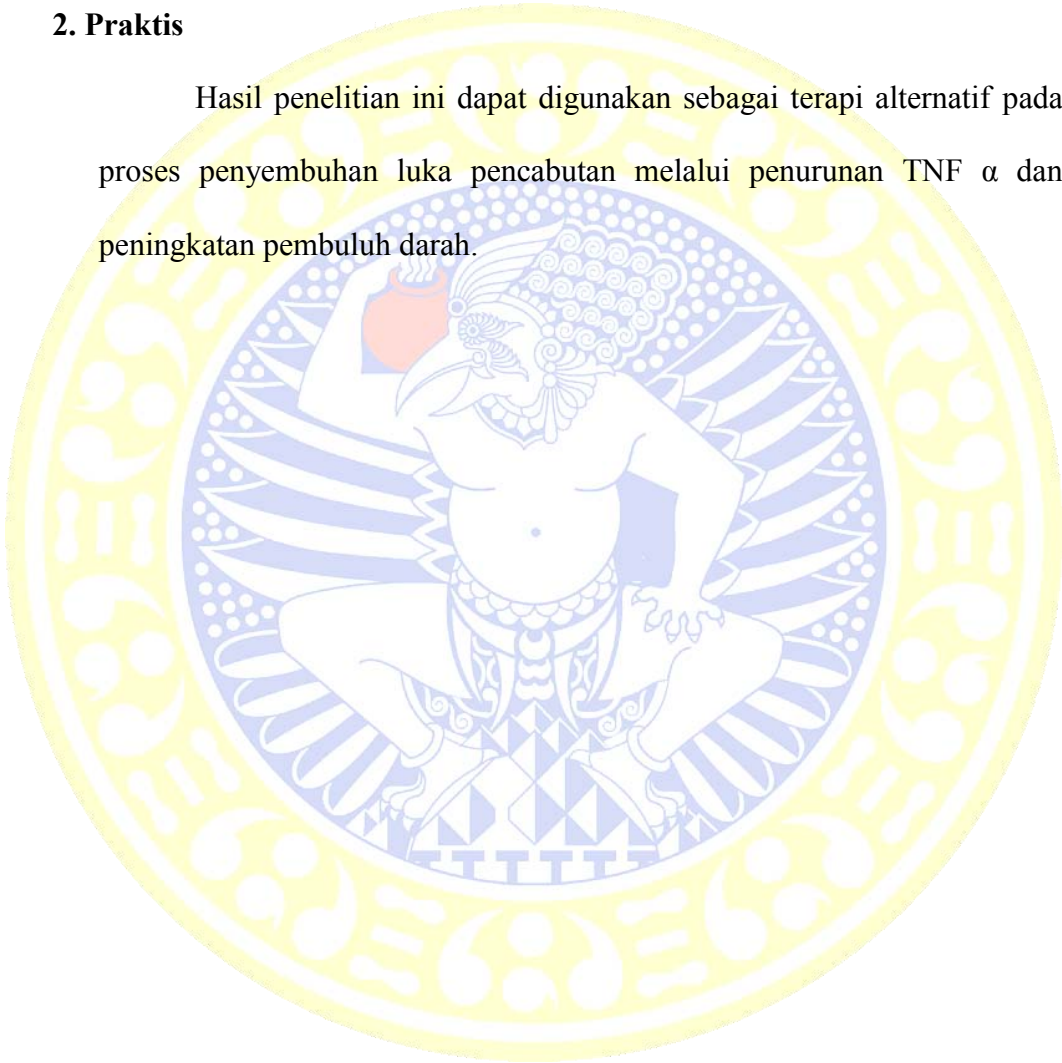 2. Praktis
Hasil penelitian ini dapat digunakan sebagai terapi alternatif pada
proses penyembuhan luka pencabutan melalui penurunan TNF α dan
peningkatan pembuluh darah.